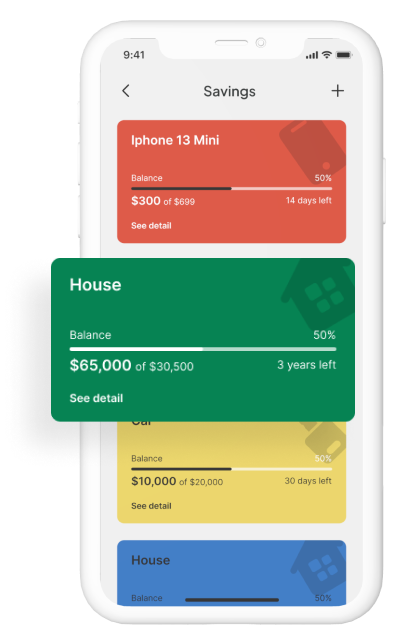 9:41
Savings
Iphone 13 Mini
Balance 50%
$300 of $699 14 days left
See detail
House
Balance 50%
$65,000 of $30,500 3 years left
See detail
Car
Balance 50%
$10,000 of $20,000 30 days left
See detail
House
Balance 50%